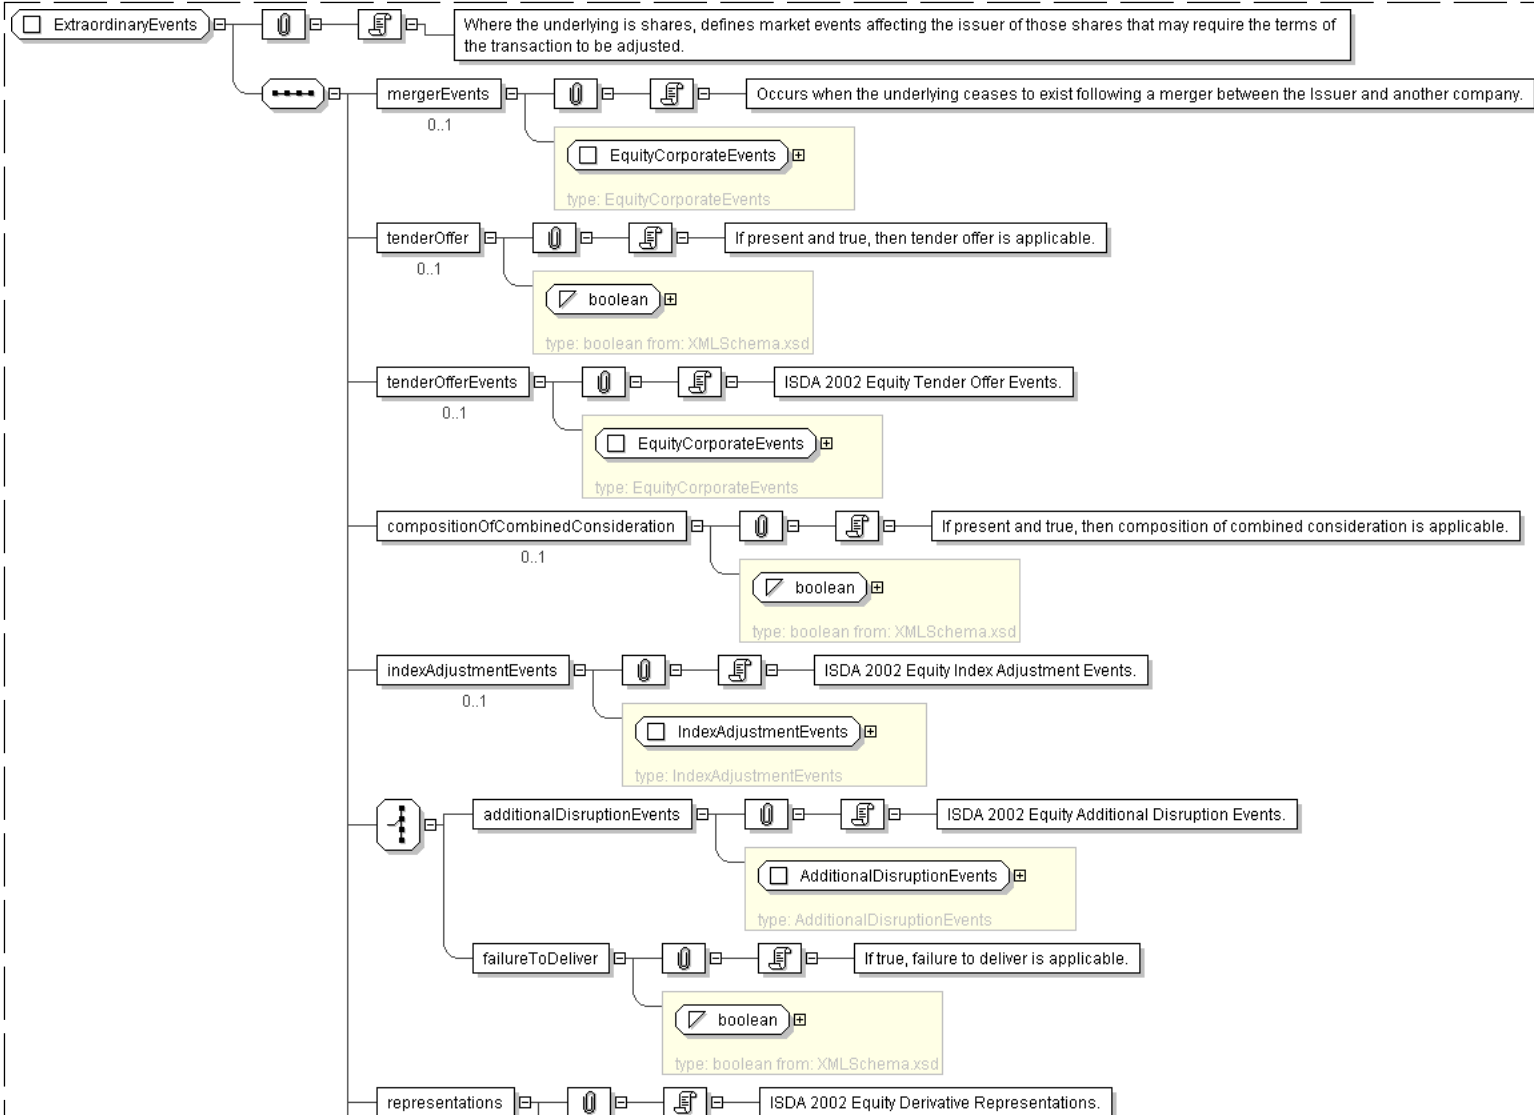 ExtraordinaryEvents
Where the underlying is shares, defines market events affecting the issuer of those shares that may require the terms of
the transaction to be adjusted.
mergerEvents
Occurs when the underlying ceases to exist following a merger between the Issuer and another company.
0..1
EquityCorporateEvents
type: EquityCorporateEvents
tenderOffer
If present and true, then tender offer is applicable.
0..1
boolean
type: boolean from: XMLSchema.xsd
tenderOfferEvents
ISDA 2002 Equity Tender Offer Events.
0..1
EquityCorporateEvents
type: EquityCorporateEvents
compositionOfCombinedConsideration
If present and true, then composition of combined consideration is applicable.
0..1
boolean
type: boolean from: XMLSchema.xsd
indexAdjustmentEvents
ISDA 2002 Equity Index Adjustment Events.
0..1
IndexAdjustmentEvents
type: IndexAdjustmentEvents
additionalDisruptionEvents
ISDA 2002 Equity Additional Disruption Events.
AdditionalDisruptionEvents
type: AdditionalDisruptionEvents
failureToDeliver
If true, failure to deliver is applicable.
boolean
type: boolean from: XMLSchema.xsd
representations
ISDA 2002 Equity Derivative Representations.